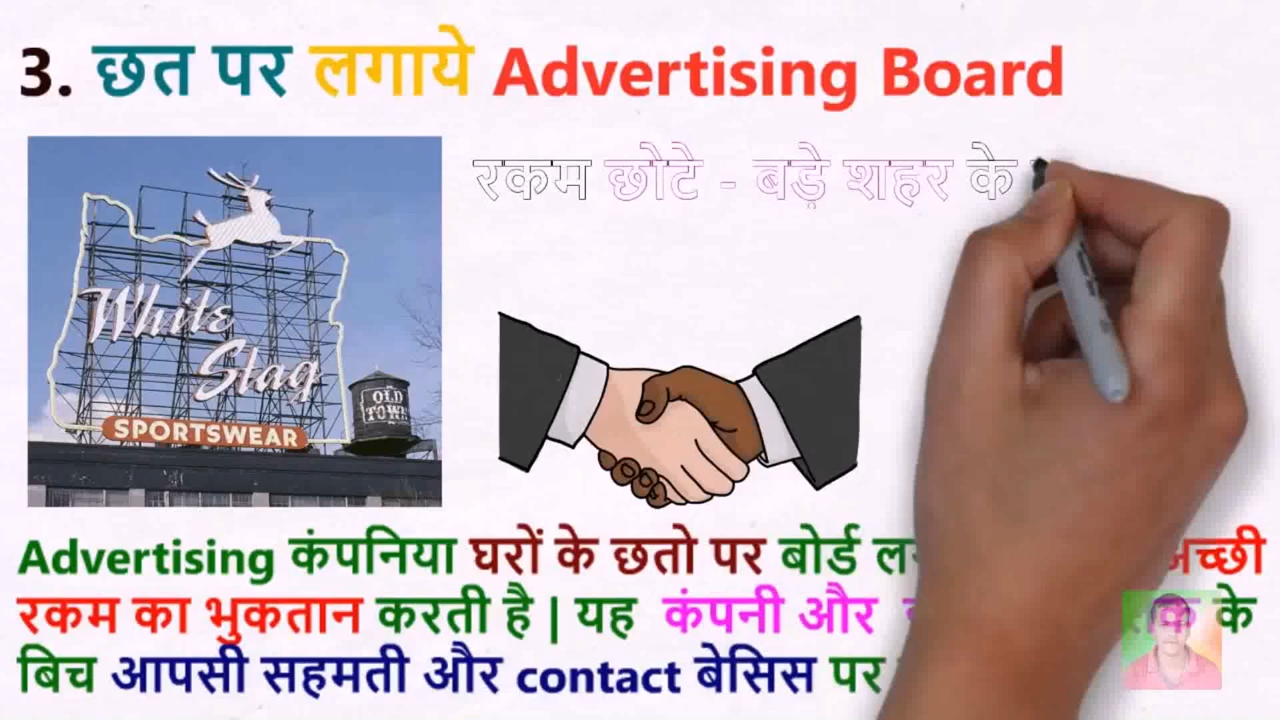 3. छत पर लगाये Advertising Board
रकम छोटे - बड़े शहर के
White
Stag
SPORTSWEAR
OLD
TOWN
Advertising कंपनिया घरों के छतो पर बोर्ड अच्छी
रकम का भुकतान करती है | यह कंपनी और के
बिच आपसी सहमती और contact बेसिस पर